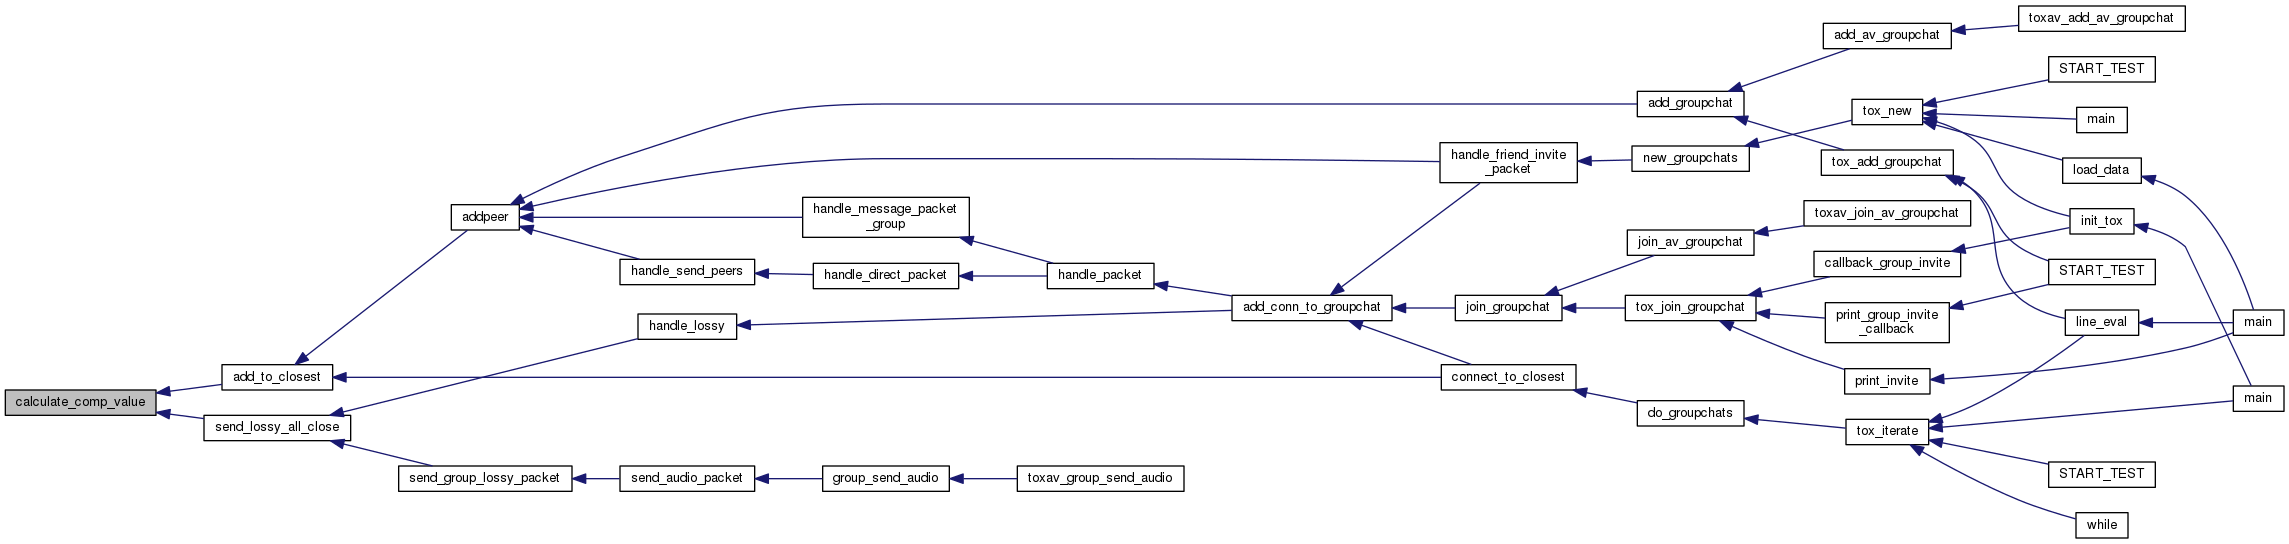 toxav_add_av_groupchat
add_av_groupchat
START_TEST
add_groupchat
tox_new
main
handle_friend_invite
_packet
new_groupchats
tox_add_groupchat
load_data
handle_message_packet
_group
addpeer
toxav_join_av_groupchat
init_tox
join_av_groupchat
handle_send_peers
handle_direct_packet
handle_packet
callback_group_invite
START_TEST
add_conn_to_groupchat
join_groupchat
tox_join_groupchat
print_group_invite
_callback
handle_lossy
line_eval
main
add_to_closest
connect_to_closest
print_invite
calculate_comp_value
main
send_lossy_all_close
do_groupchats
tox_iterate
send_group_lossy_packet
send_audio_packet
group_send_audio
toxav_group_send_audio
START_TEST
while